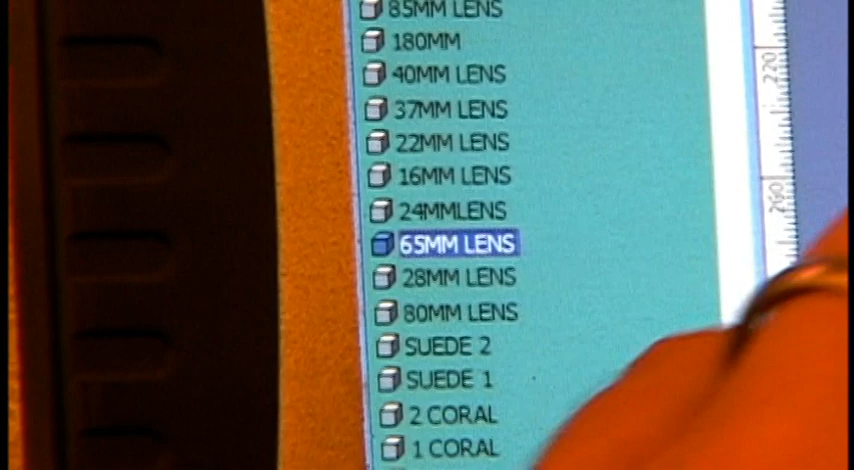 85MM LENS
180MM
40MM LENS
37MM LENS
22MM LENS
16MM LENS
24MMLENS
65MM LENS
28MM LENS
80MM LENS
SUEDE 2
SUEDE 1
2 CORAL
1 CORAL
220
260